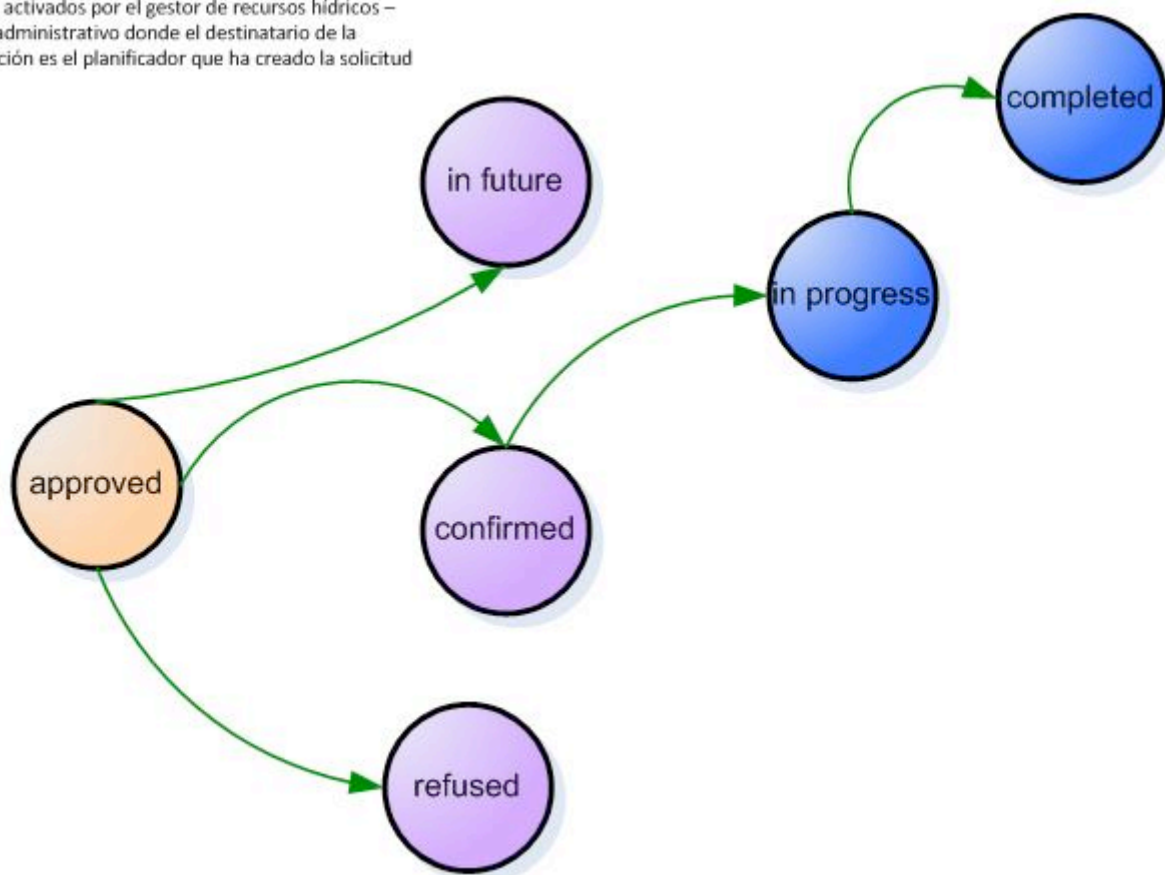 activados por el gestor de recursos hídricos –
administrativo donde el destinatario de la
ción es el planificador que ha creado la solicitud
completed
in future
in progress
approved
confirmed
refused